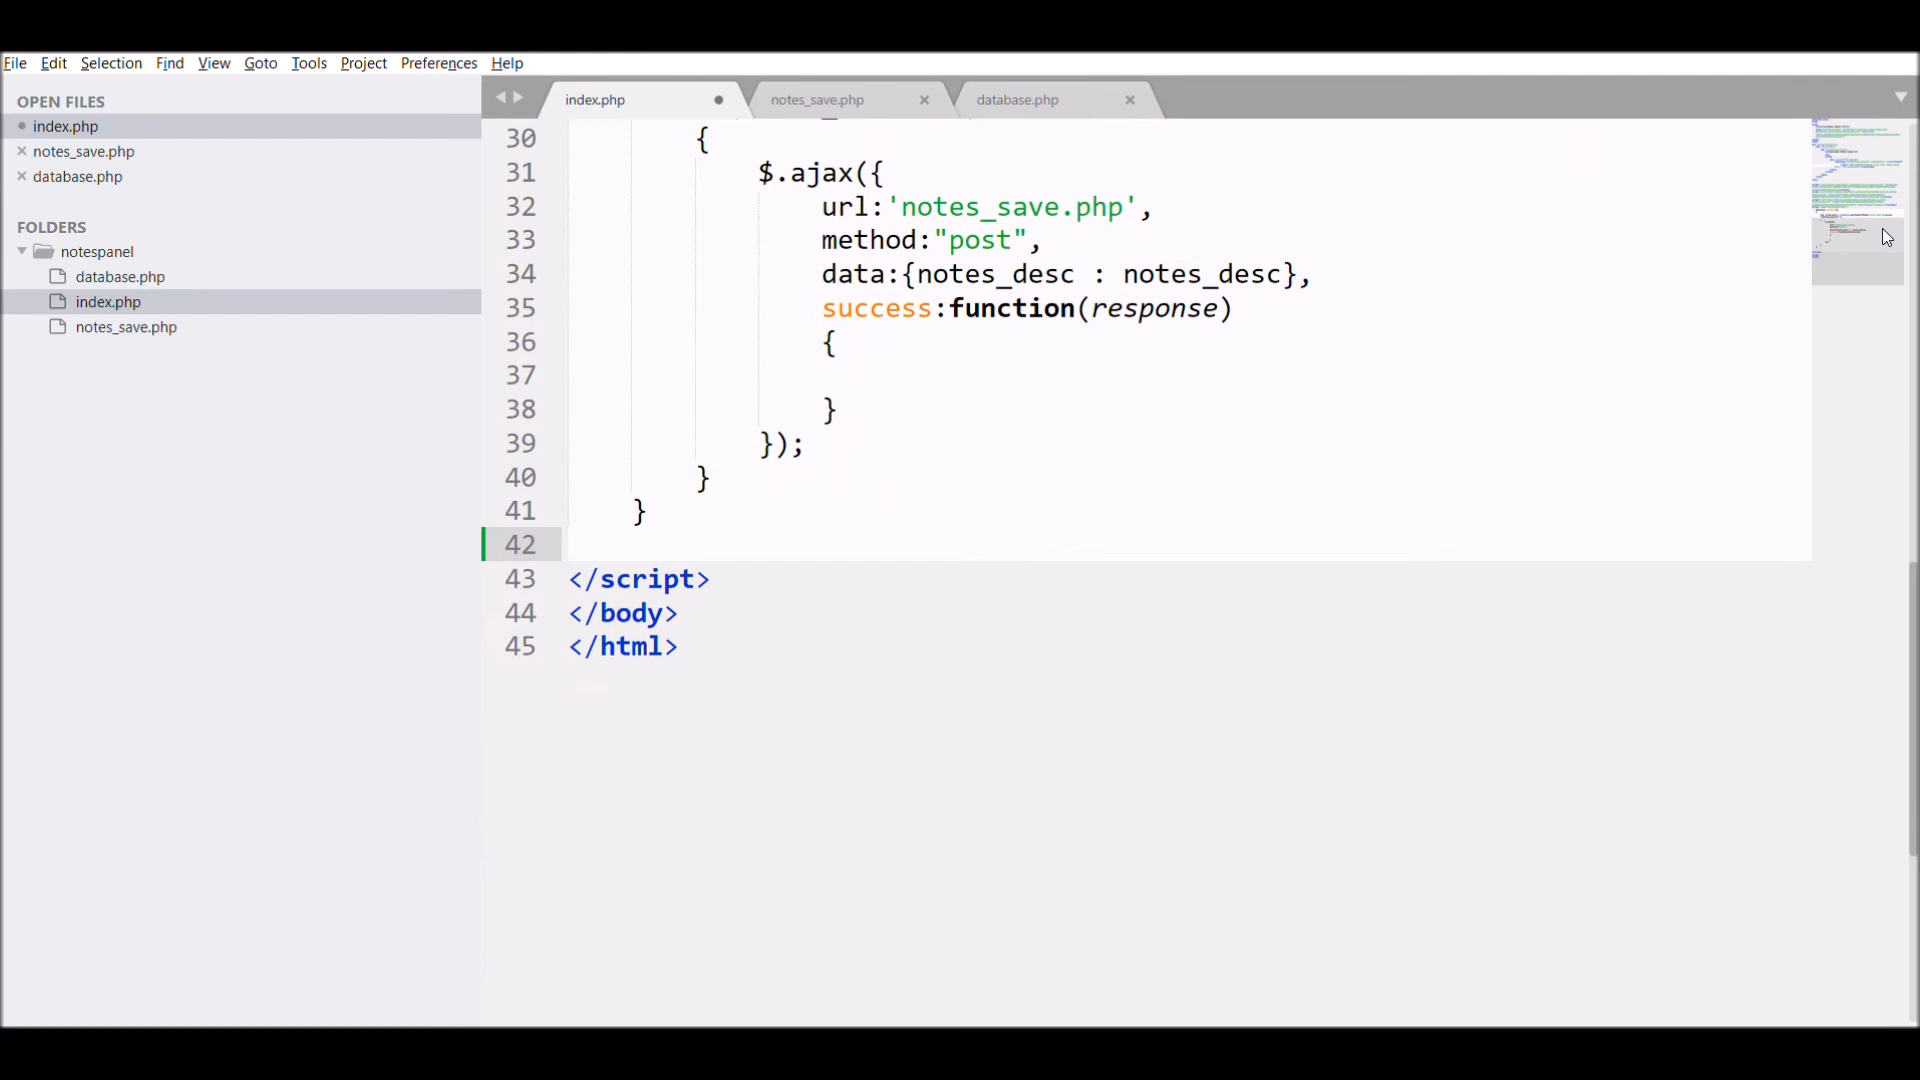 File Edit Selection Find View Goto Tools Project Preferences Help
OPEN FILES
index.php
notes_save.php
database.php
FOLDERS
notespanel
database.php
index.php
notes_save.php
index.php notes_save.php database.php
30 {
31 $.ajax({
32 url:'notes_save.php',
33 method:"post",
34 data:{notes_desc : notes_desc},
35 success:function(response)
36 {
37
38 }
39 });
40 }
41 }
42
43 </script>
44 </body>
45 </html>